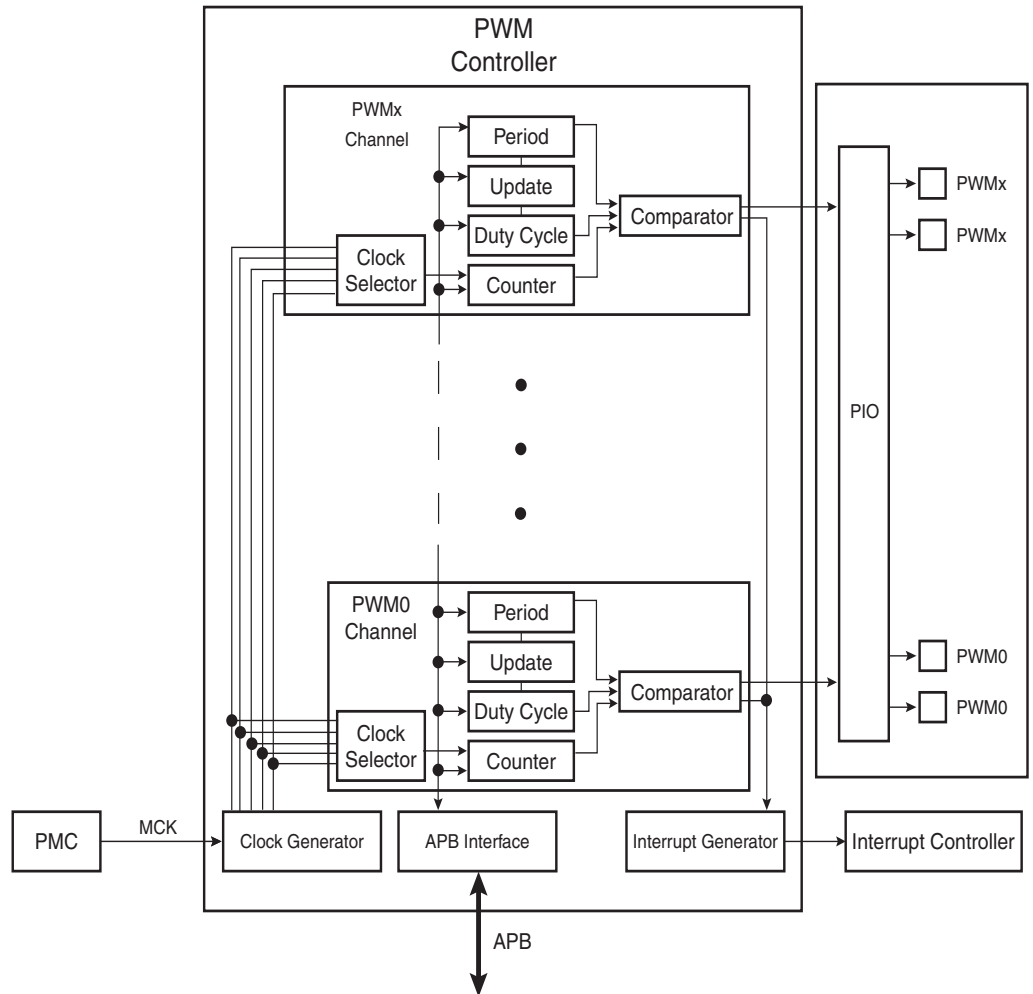 PWM
Controller
PWMx
Channel
Period
Update
Duty Cycle
Clock
Selector
Counter
Comparator
PIO
PWMx
PWMx
PWM0
Channel
Period
Update
Duty Cycle
Clock
Selector
Counter
Comparator
PWM0
PWM0
PMC
MCK
Clock Generator
APB Interface
Interrupt Generator
Interrupt Controller
APB